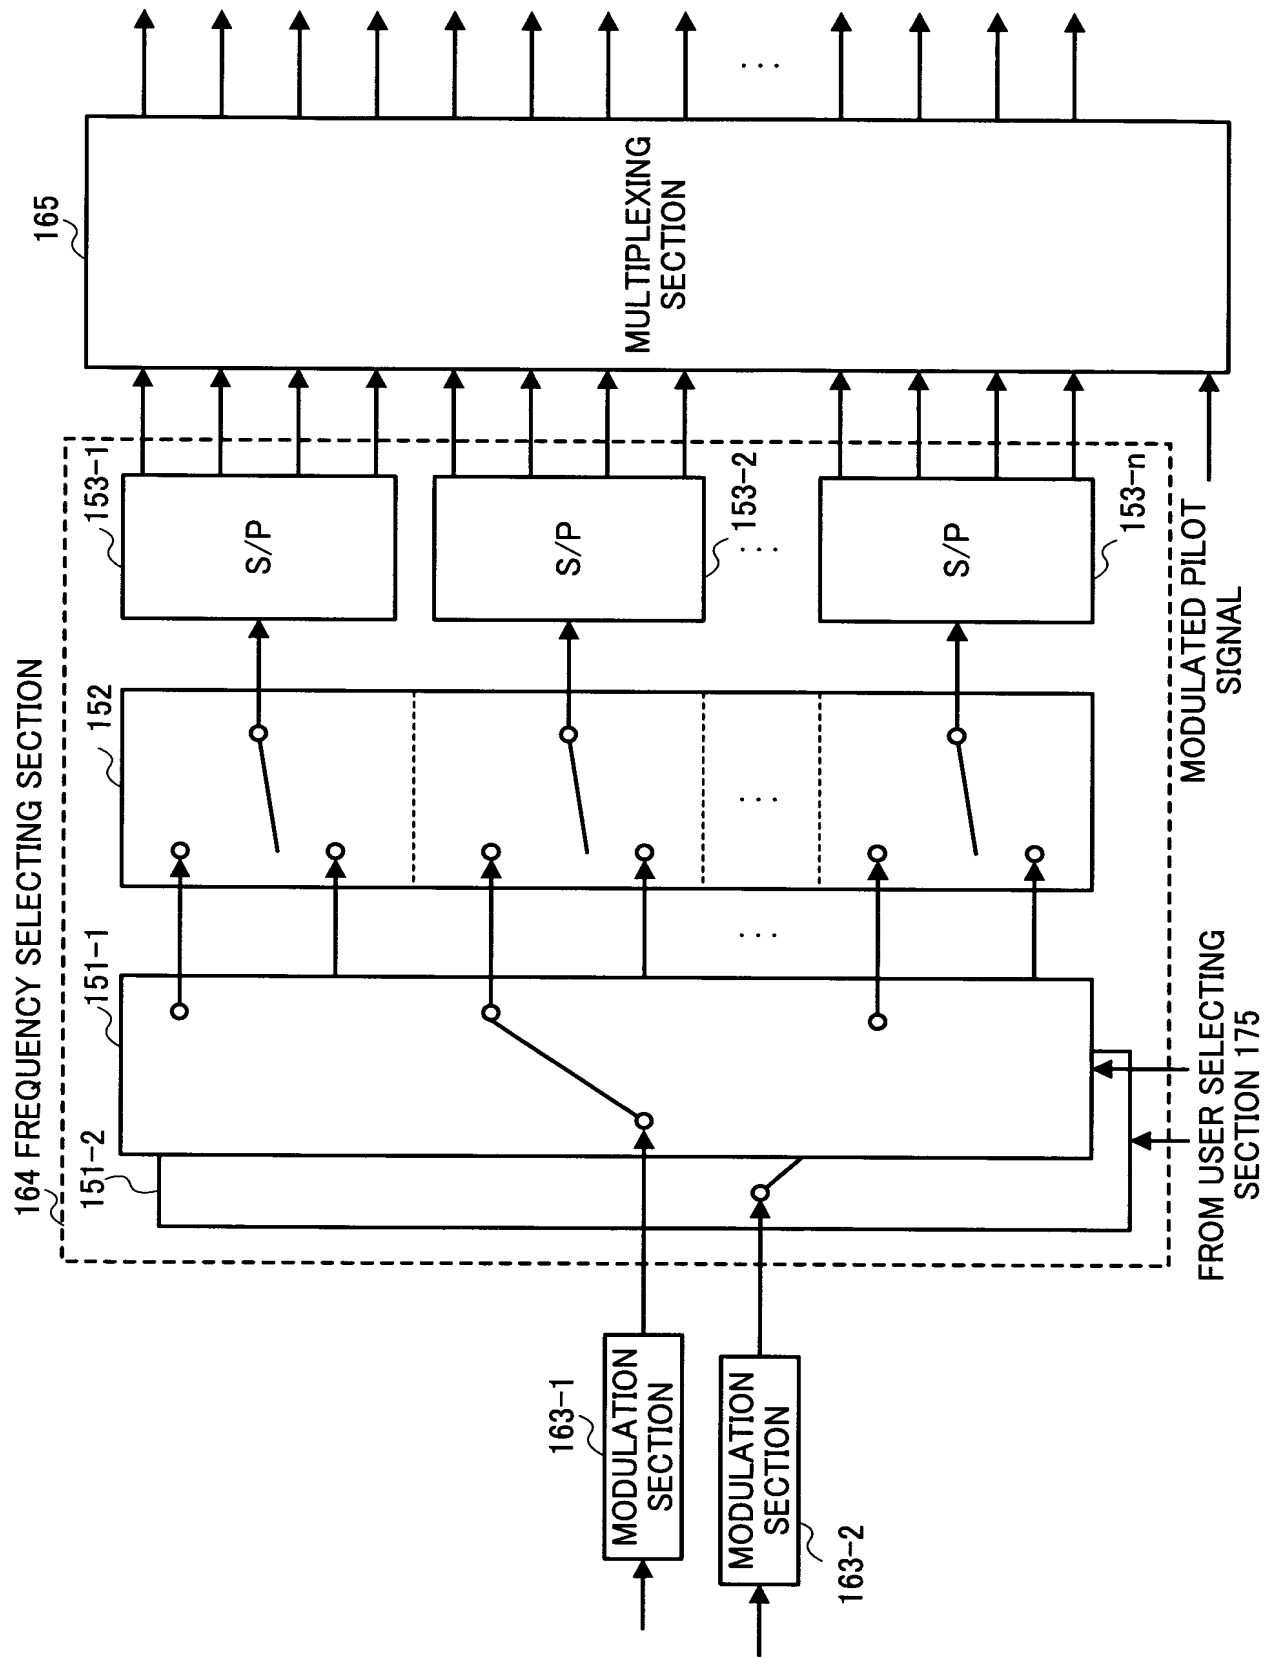 164 FREQUENCY SELECTING SECTION
151-2
151-1
152
153-1
165
163-1
MODULATION
SECTION
MODULATION
SECTION
163-2
S/P
S/P
153-2
S/P
153-n
...
...
...
...
MULTIPLEXING
SECTION
FROM USER SELECTING
SECTION 175
MODULATED PILOT
SIGNAL